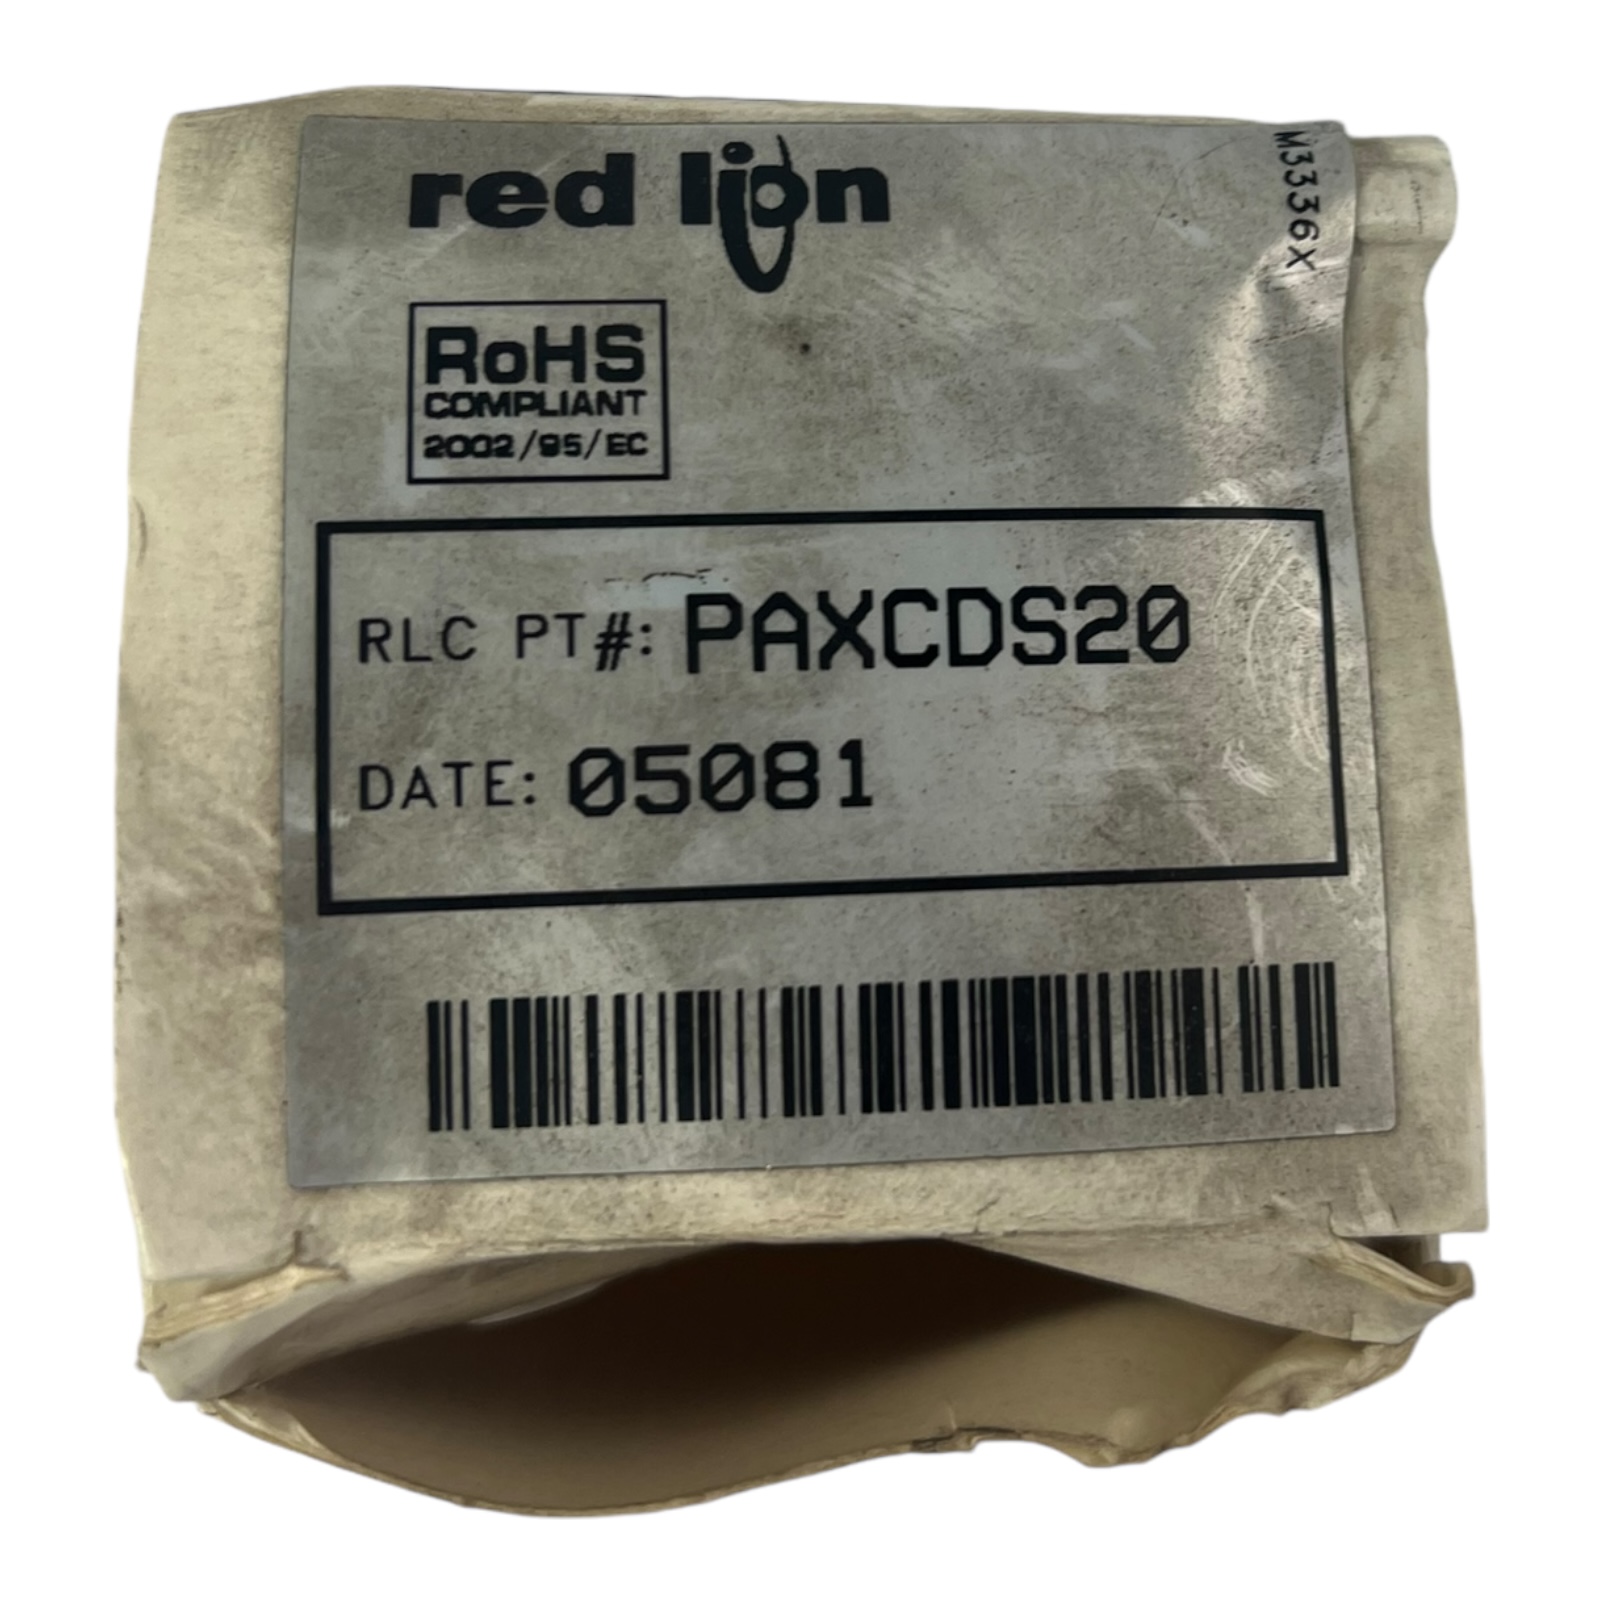 red lion
M3336X
RoHS
COMPLIANT
2002/95/EC
RLC PT#: PAXCDS20
DATE: 05081